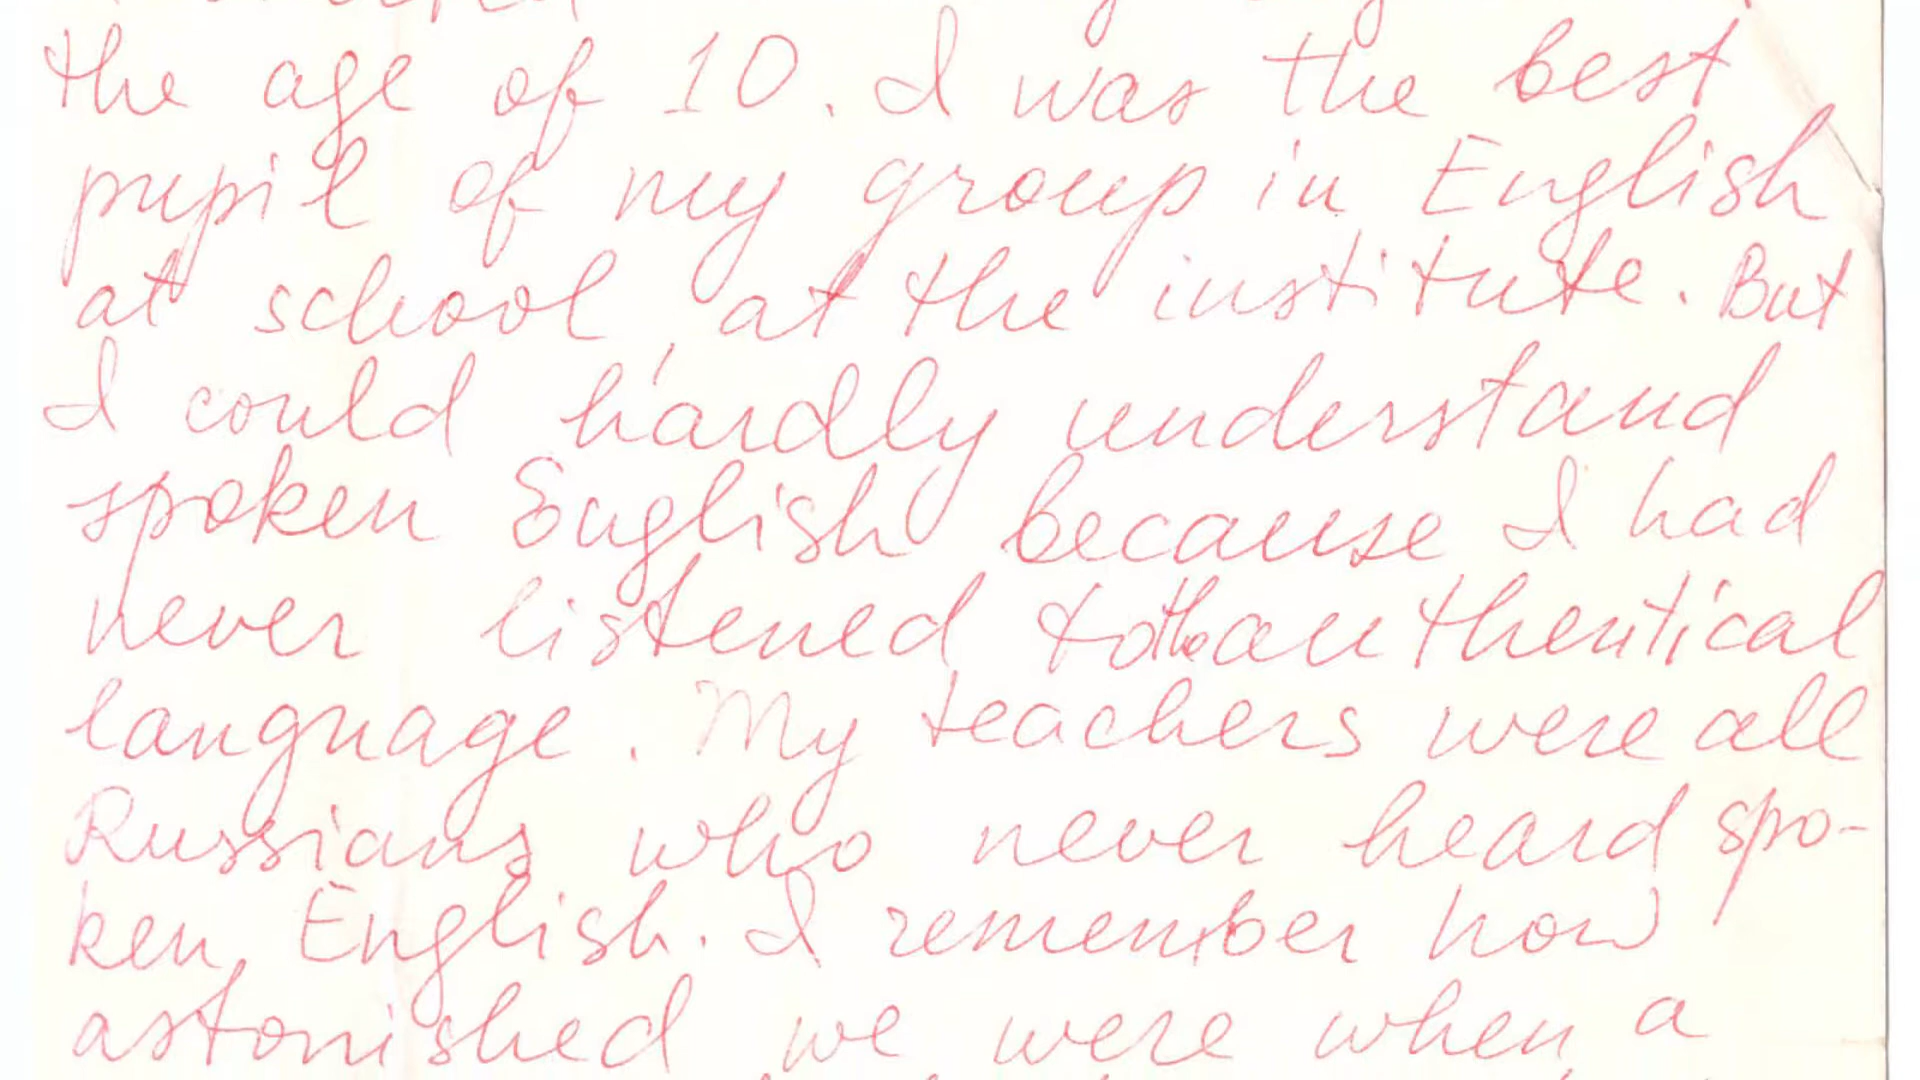 the age of 10. I was the best
pupil of my group in English
at school, at the institute. But
I could hardly understand
spoken English because I had
never listened to the authentical
language. My teachers were all
Russians who never heard spo-
ken English. I remember how
astonished we were when a